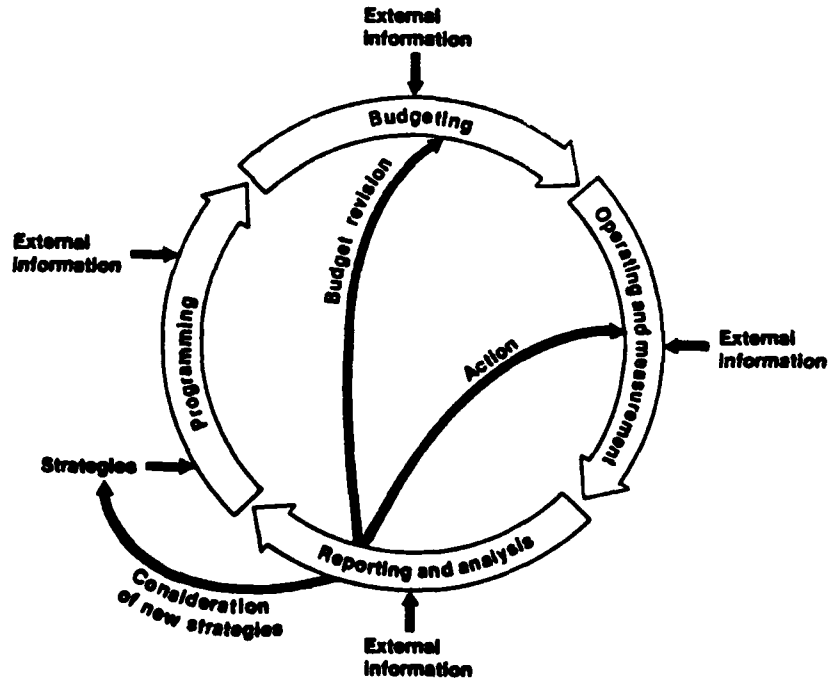 External
information
Budgeting
Budget revision
External
information
Operating and measurement
Programming
Action
External
information
Strategies
Reporting and analysis
Consideration
of new strategies
External
information